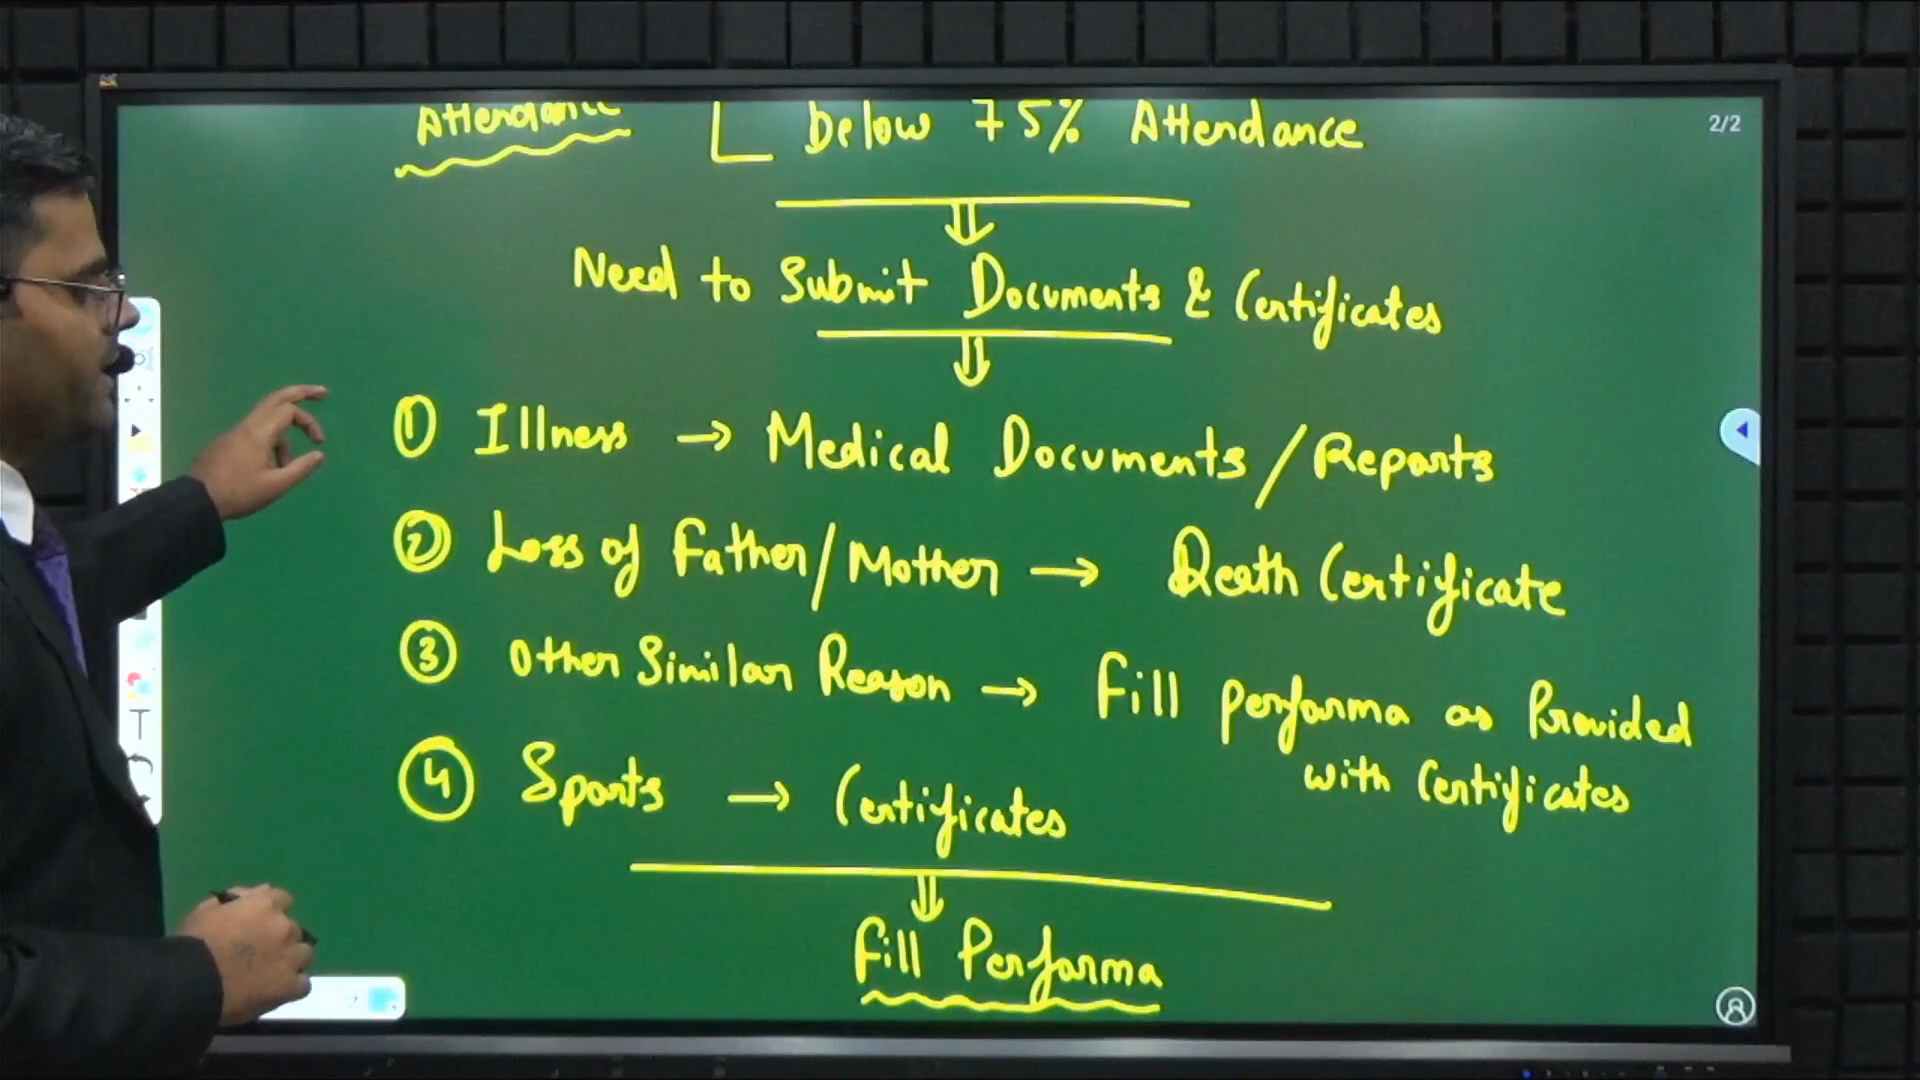 Attendance Below 75% Attendance
2/2
Need to Submit Documents & Certificates
① Illness → Medical Documents/Reports
② Loss of Father/Mother → Death Certificate
③ Other Similar Reason → Fill performa as Provided
with Certificates
④ Sports → Certificates
Fill Performa